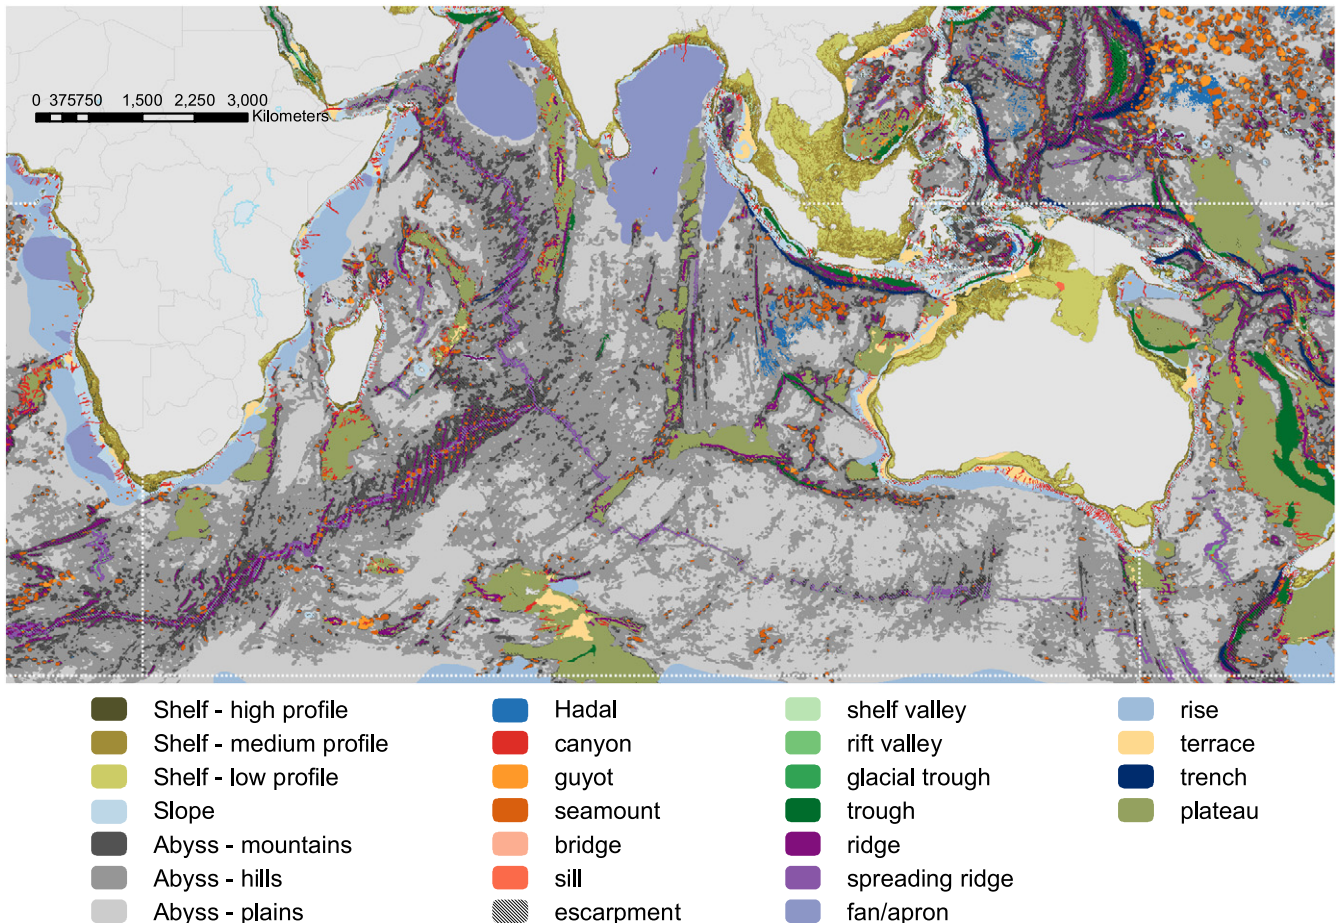 0 375750 1,500 2,250 3,000
Kilometers
Shelf - high profile
Shelf - medium profile
Shelf - low profile
Slope
Abyss - mountains
Abyss - hills
Abyss - plains
Hadal
canyon
guyot
seamount
bridge
sill
escarpment
shelf valley
rift valley
glacial trough
trough
ridge
spreading ridge
fan/apron
rise
terrace
trench
plateau